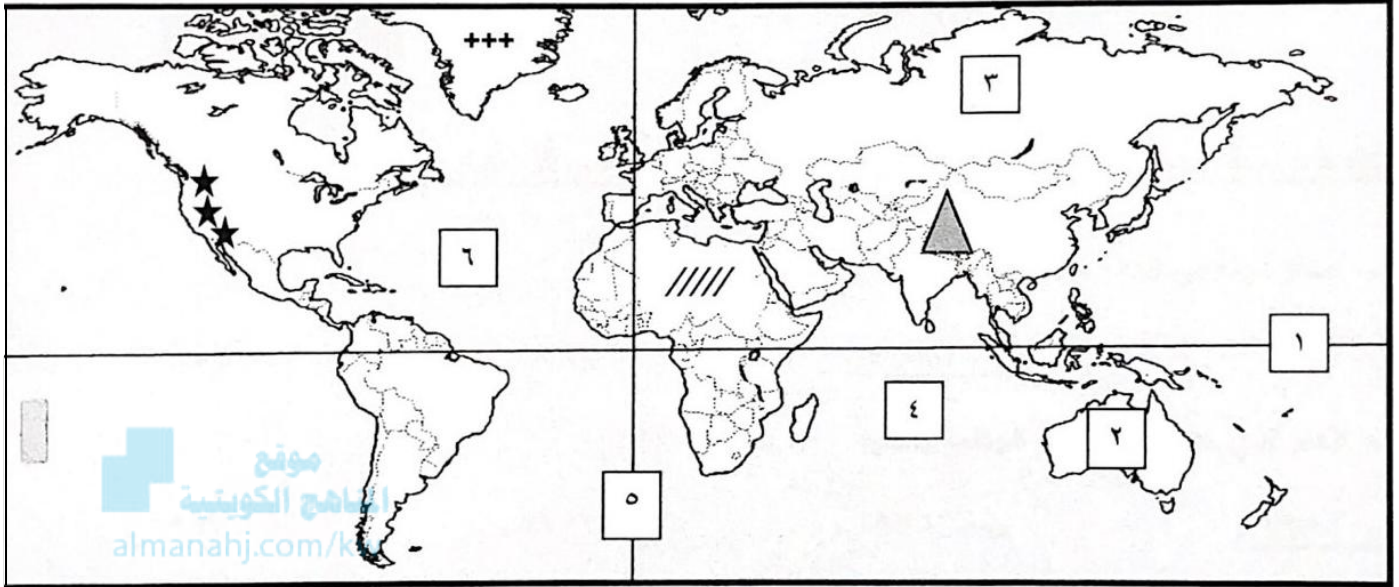 ٣
٦
١
٤
٢
٥
موقع
المناهج الكويتية
almanahj.com/kw